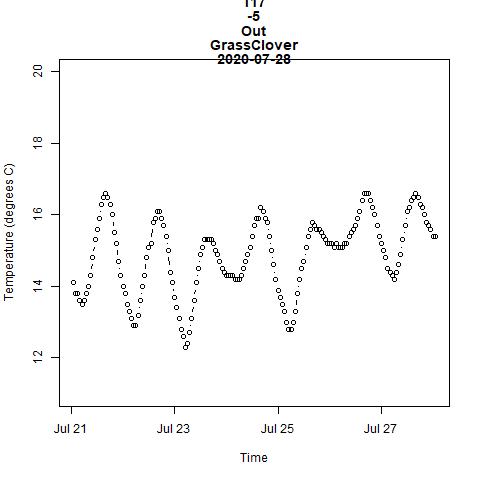 T17
-5
Out
GrassClover
2020-07-28
Temperature (degrees C)
20
18
16
14
12
Jul 21
Jul 23
Jul 25
Jul 27
Time